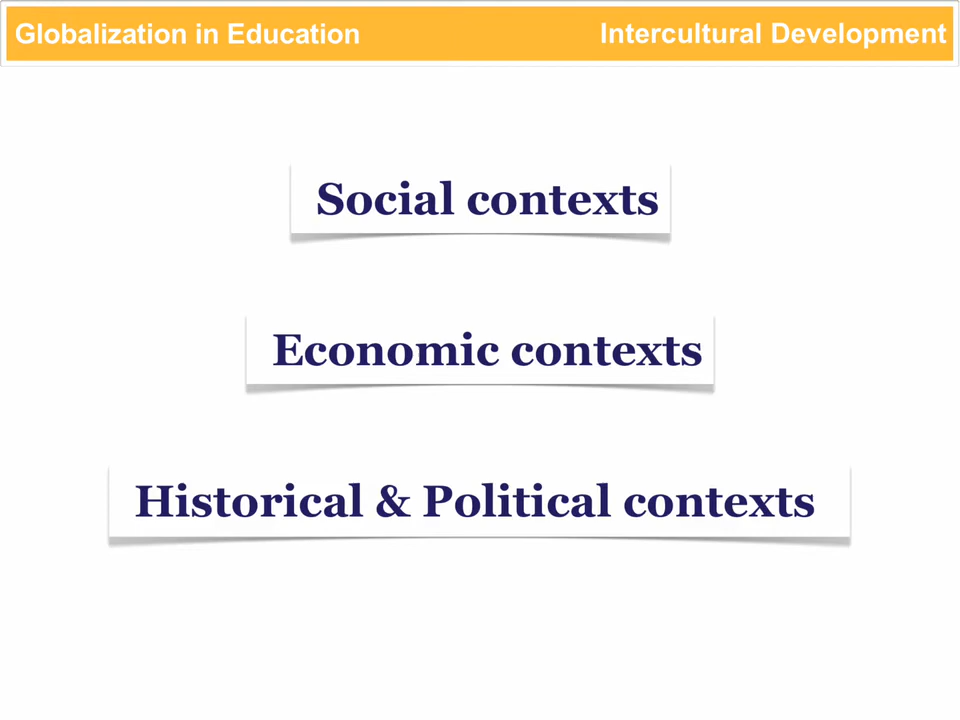 Globalization in Education
Intercultural Development
Social contexts
Economic contexts
Historical & Political contexts